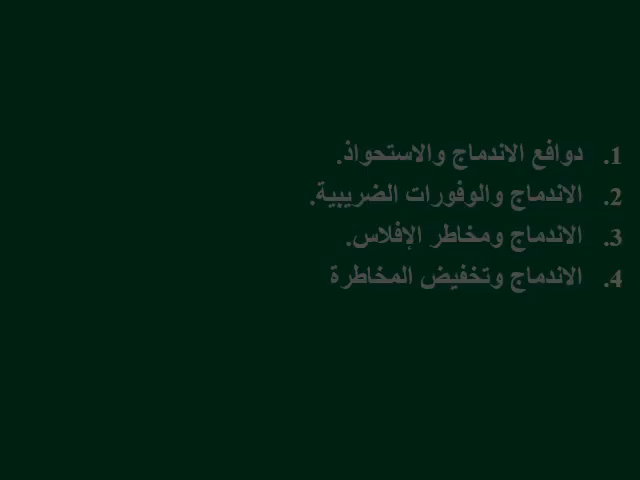 1. دوافع الاندماج والاستحواذ.
2. الاندماج والوفورات الضريبية.
3. الاندماج ومخاطر الإفلاس.
4. الاندماج وتخفيض المخاطرة